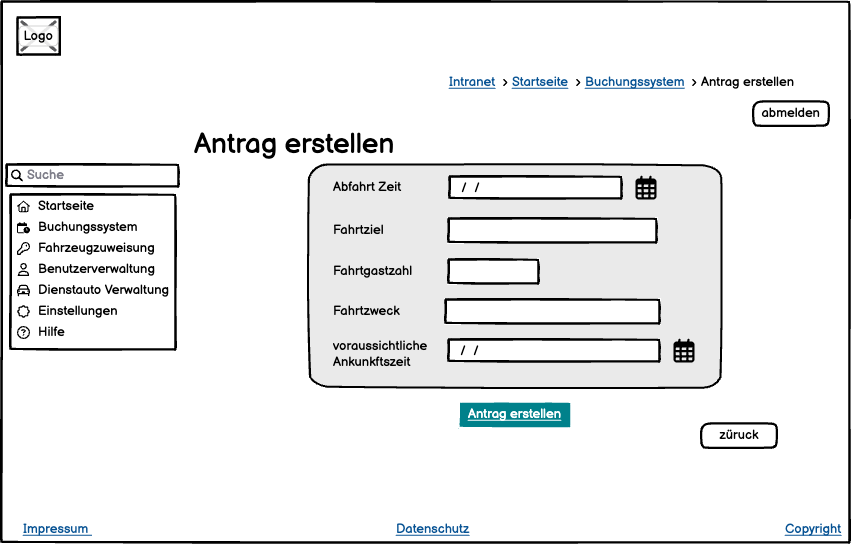 Logo
Intranet > Startseite > Buchungssystem > Antrag erstellen
abmelden
Antrag erstellen
Suche
Startseite
Buchungssystem
Fahrzeugzuweisung
Benutzerverwaltung
Dienstauto Verwaltung
Einstellungen
Hilfe
Abfahrt Zeit
/ /
Fahrtziel
Fahrtgastzahl
Fahrtzweck
voraussichtliche
Ankunkftszeit
/ /
Antrag erstellen
züruck
Impressum
Datenschutz
Copyright